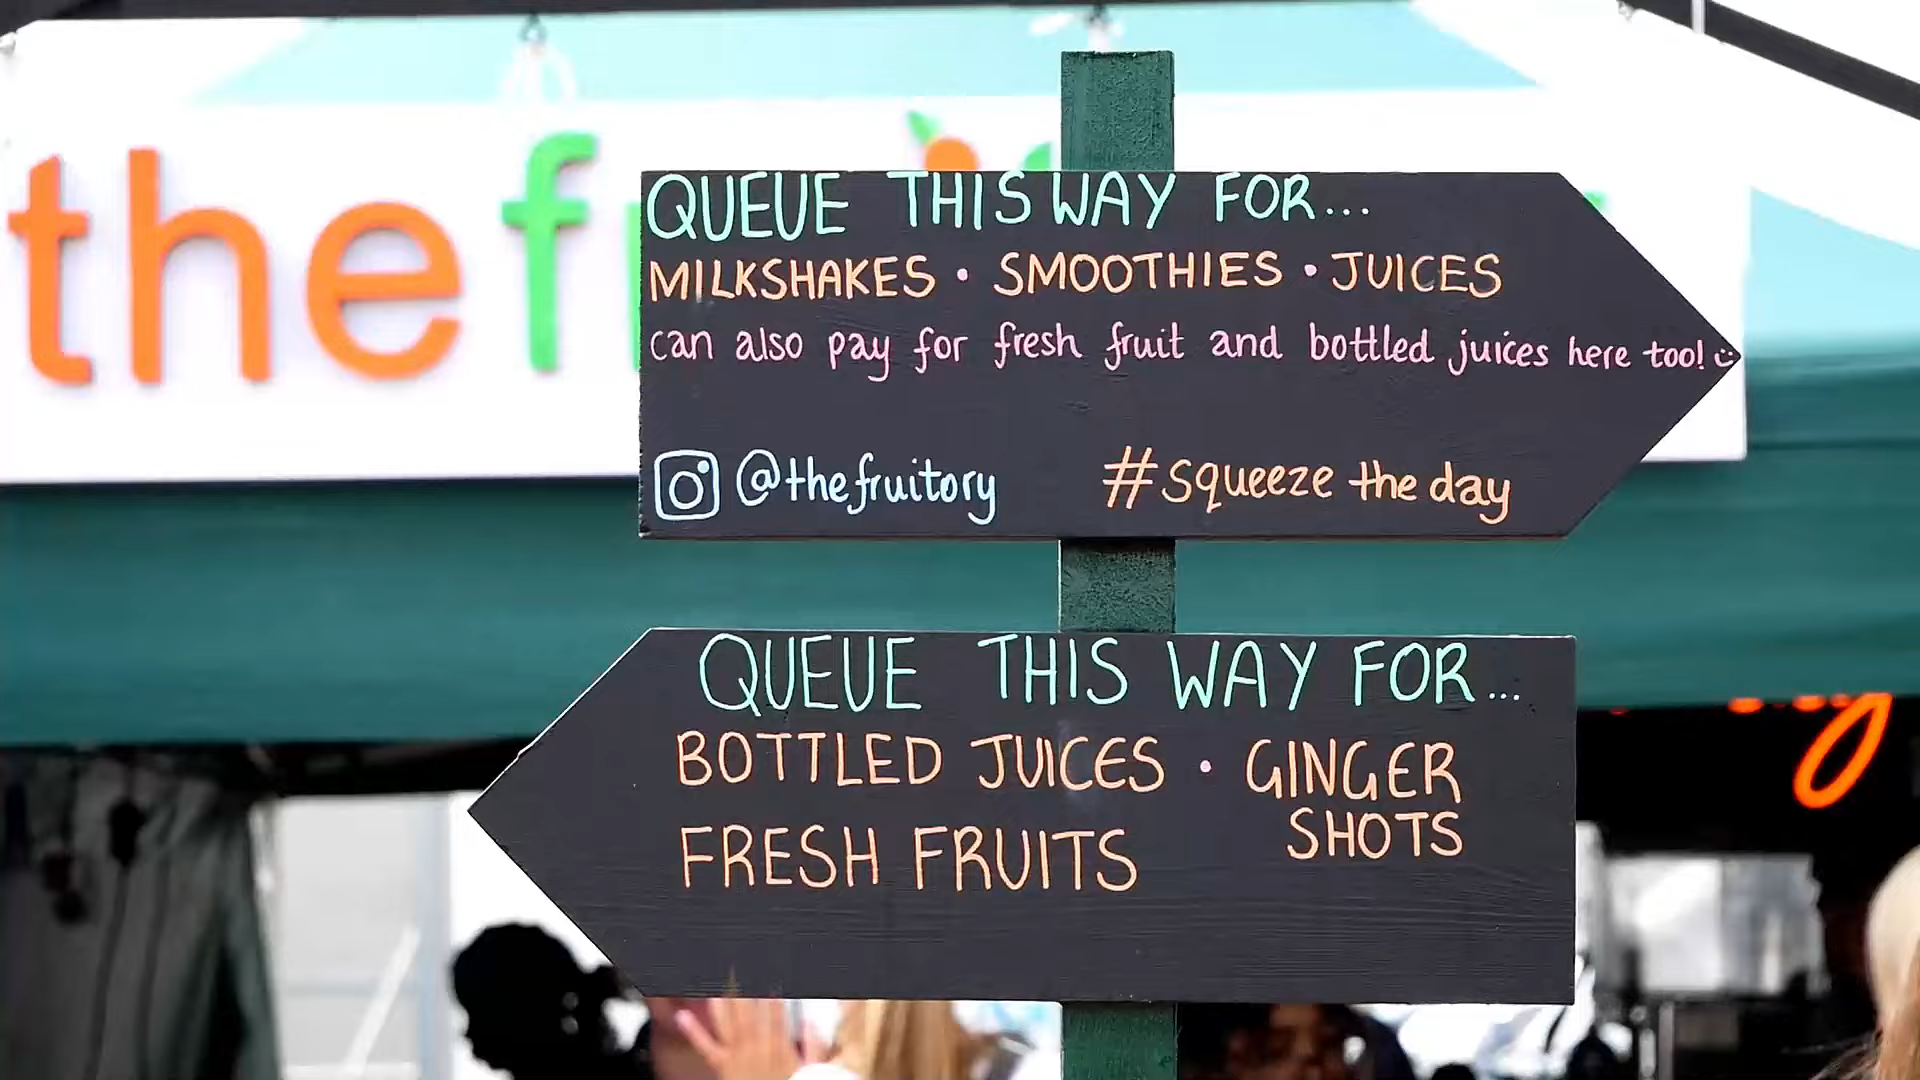 the
QUEUE THIS WAY FOR...
MILKSHAKES • SMOOTHIES • JUICES
can also pay for fresh fruit and bottled juices here too!
@thefruitory #squeeze the day
QUEUE THIS WAY FOR...
BOTTLED JUICES • GINGER
SHOTS
FRESH FRUITS